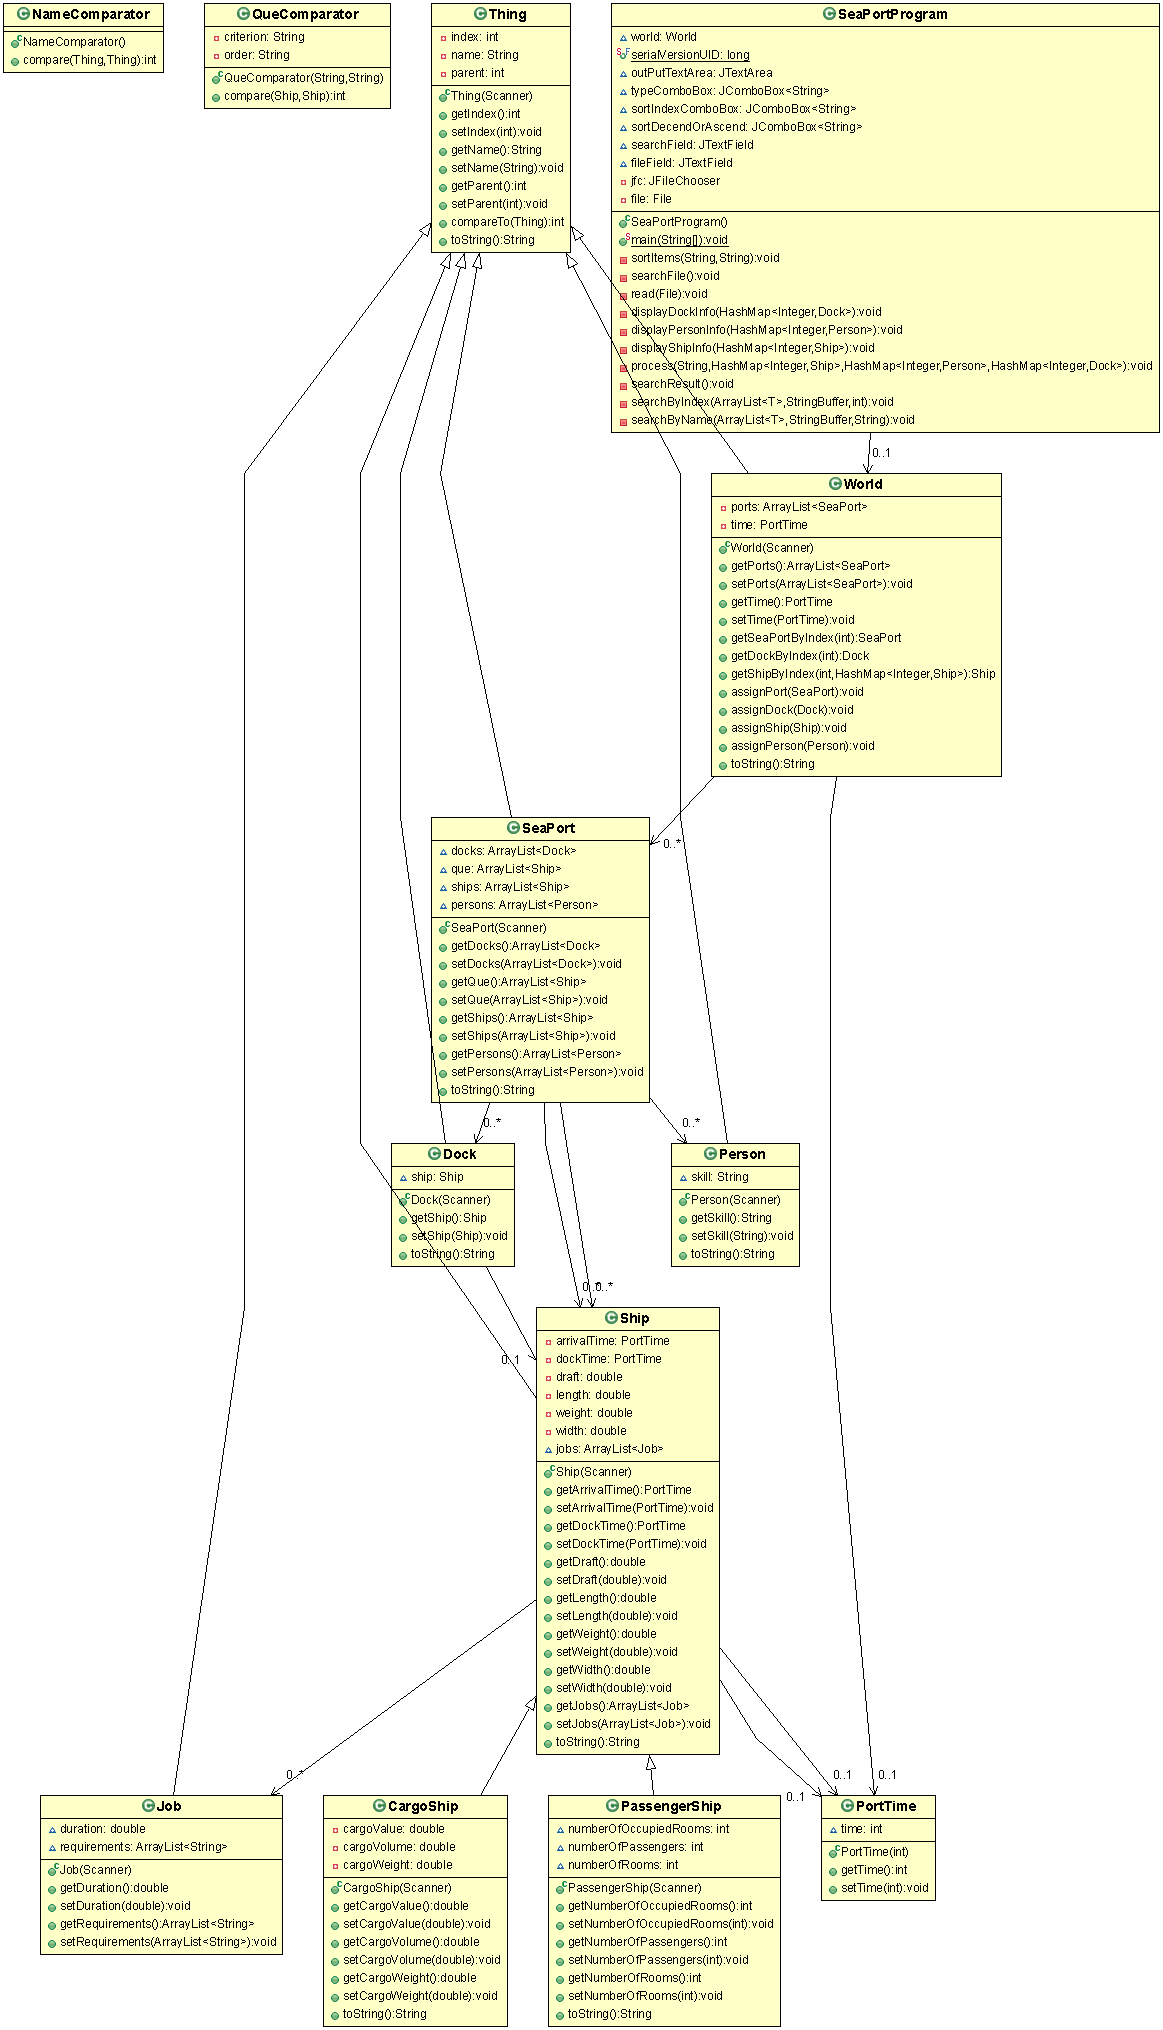 NameComparator
NameComparator()
compare(Thing,Thing):int
QueComparator
criterion: String
order: String
QueComparator(String,String)
compare(Ship,Ship):int
Thing
index: int
name: String
parent: int
Thing(Scanner)
getIndex():int
setIndex(int):void
getName():String
setName(String):void
getParent():int
setParent(int):void
compareTo(Thing):int
toString():String
SeaPortProgram
world: World
serialVersionUID: long
outPutTextArea: JTextArea
typeComboBox: JComboBox<String>
sortIndexComboBox: JComboBox<String>
sortDecendOrAscend: JComboBox<String>
searchField: JTextField
fileField: JTextField
jfc: JFileChooser
file: File
SeaPortProgram()
main(String[]):void
sortItems(String,String):void
searchFile():void
read(File):void
displayDockInfo(HashMap<Integer,Dock>):void
displayPersonInfo(HashMap<Integer,Person>):void
displayShipInfo(HashMap<Integer,Ship>):void
process(String,HashMap<Integer,Ship>,HashMap<Integer,Person>,HashMap<Integer,Dock>):void
searchResult():void
searchByIndex(ArrayList<T>,StringBuffer,int):void
searchByName(ArrayList<T>,StringBuffer,String):void
0..1
World
ports: ArrayList<SeaPort>
time: PortTime
World(Scanner)
getPorts():ArrayList<SeaPort>
setPorts(ArrayList<SeaPort>):void
getTime():PortTime
setTime(PortTime):void
getSeaPortByIndex(int):SeaPort
getDockByIndex(int):Dock
getShipByIndex(int,HashMap<Integer,Ship>):Ship
assignPort(SeaPort):void
assignDock(Dock):void
assignShip(Ship):void
assignPerson(Person):void
toString():String
0..*
SeaPort
docks: ArrayList<Dock>
que: ArrayList<Ship>
ships: ArrayList<Ship>
persons: ArrayList<Person>
SeaPort(Scanner)
getDocks():ArrayList<Dock>
setDocks(ArrayList<Dock>):void
getQue():ArrayList<Ship>
setQue(ArrayList<Ship>):void
getShips():ArrayList<Ship>
setShips(ArrayList<Ship>):void
getPersons():ArrayList<Person>
setPersons(ArrayList<Person>):void
toString():String
0..*
0..*
Dock
ship: Ship
Dock(Scanner)
getShip():Ship
setShip(Ship):void
toString():String
Person
skill: String
Person(Scanner)
getSkill():String
setSkill(String):void
toString():String
0..*
0..*
0..1
Ship
arrivalTime: PortTime
dockTime: PortTime
draft: double
length: double
weight: double
width: double
jobs: ArrayList<Job>
Ship(Scanner)
getArrivalTime():PortTime
setArrivalTime(PortTime):void
getDockTime():PortTime
setDockTime(PortTime):void
getDraft():double
setDraft(double):void
getLength():double
setLength(double):void
getWeight():double
setWeight(double):void
getWidth():double
setWidth(double):void
getJobs():ArrayList<Job>
setJobs(ArrayList<Job>):void
toString():String
0..*
0..1
0..1
0..1
Job
duration: double
requirements: ArrayList<String>
Job(Scanner)
getDuration():double
setDuration(double):void
getRequirements():ArrayList<String>
setRequirements(ArrayList<String>):void
CargoShip
cargoValue: double
cargoVolume: double
cargoWeight: double
CargoShip(Scanner)
getCargoValue():double
setCargoValue(double):void
getCargoVolume():double
setCargoVolume(double):void
getCargoWeight():double
setCargoWeight(double):void
toString():String
PassengerShip
numberOfOccupiedRooms: int
numberOfPassengers: int
numberOfRooms: int
PassengerShip(Scanner)
getNumberOfOccupiedRooms():int
setNumberOfOccupiedRooms(int):void
getNumberOfPassengers():int
setNumberOfPassengers(int):void
getNumberOfRooms():int
setNumberOfRooms(int):void
toString():String
PortTime
time: int
PortTime(int)
getTime():int
setTime(int):void